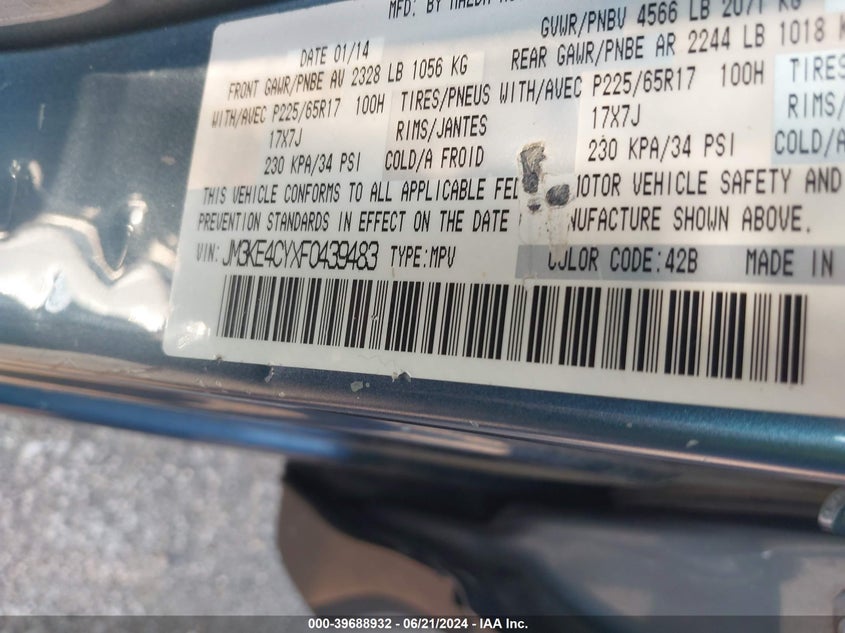 MFD. BY MAZDA
DATE 01/14
GVWR/PNBV 4566 LB 2071 KG
FRONT GAWR/PNBE AV 2328 LB 1056 KG
REAR GAWR/PNBE AR 2244 LB 1018 K
WITH/AVEC P225/65R17 100H TIRES/PNEUS WITH/AVEC P225/65R17 100H TIRES
17X7J RIMS/JANTES 17X7J RIMS/
230 KPA/34 PSI COLD/A FROID 230 KPA/34 PSI COLD/A
THIS VEHICLE CONFORMS TO ALL APPLICABLE FED MOTOR VEHICLE SAFETY AND
PREVENTION STANDARDS IN EFFECT ON THE DATE NUFACTURE SHOWN ABOVE.
VIN: JM3KE4CYXF0439483 TYPE:MPV COLOR CODE:42B MADE IN
000-39688932 - 06/21/2024 - IAAI.com